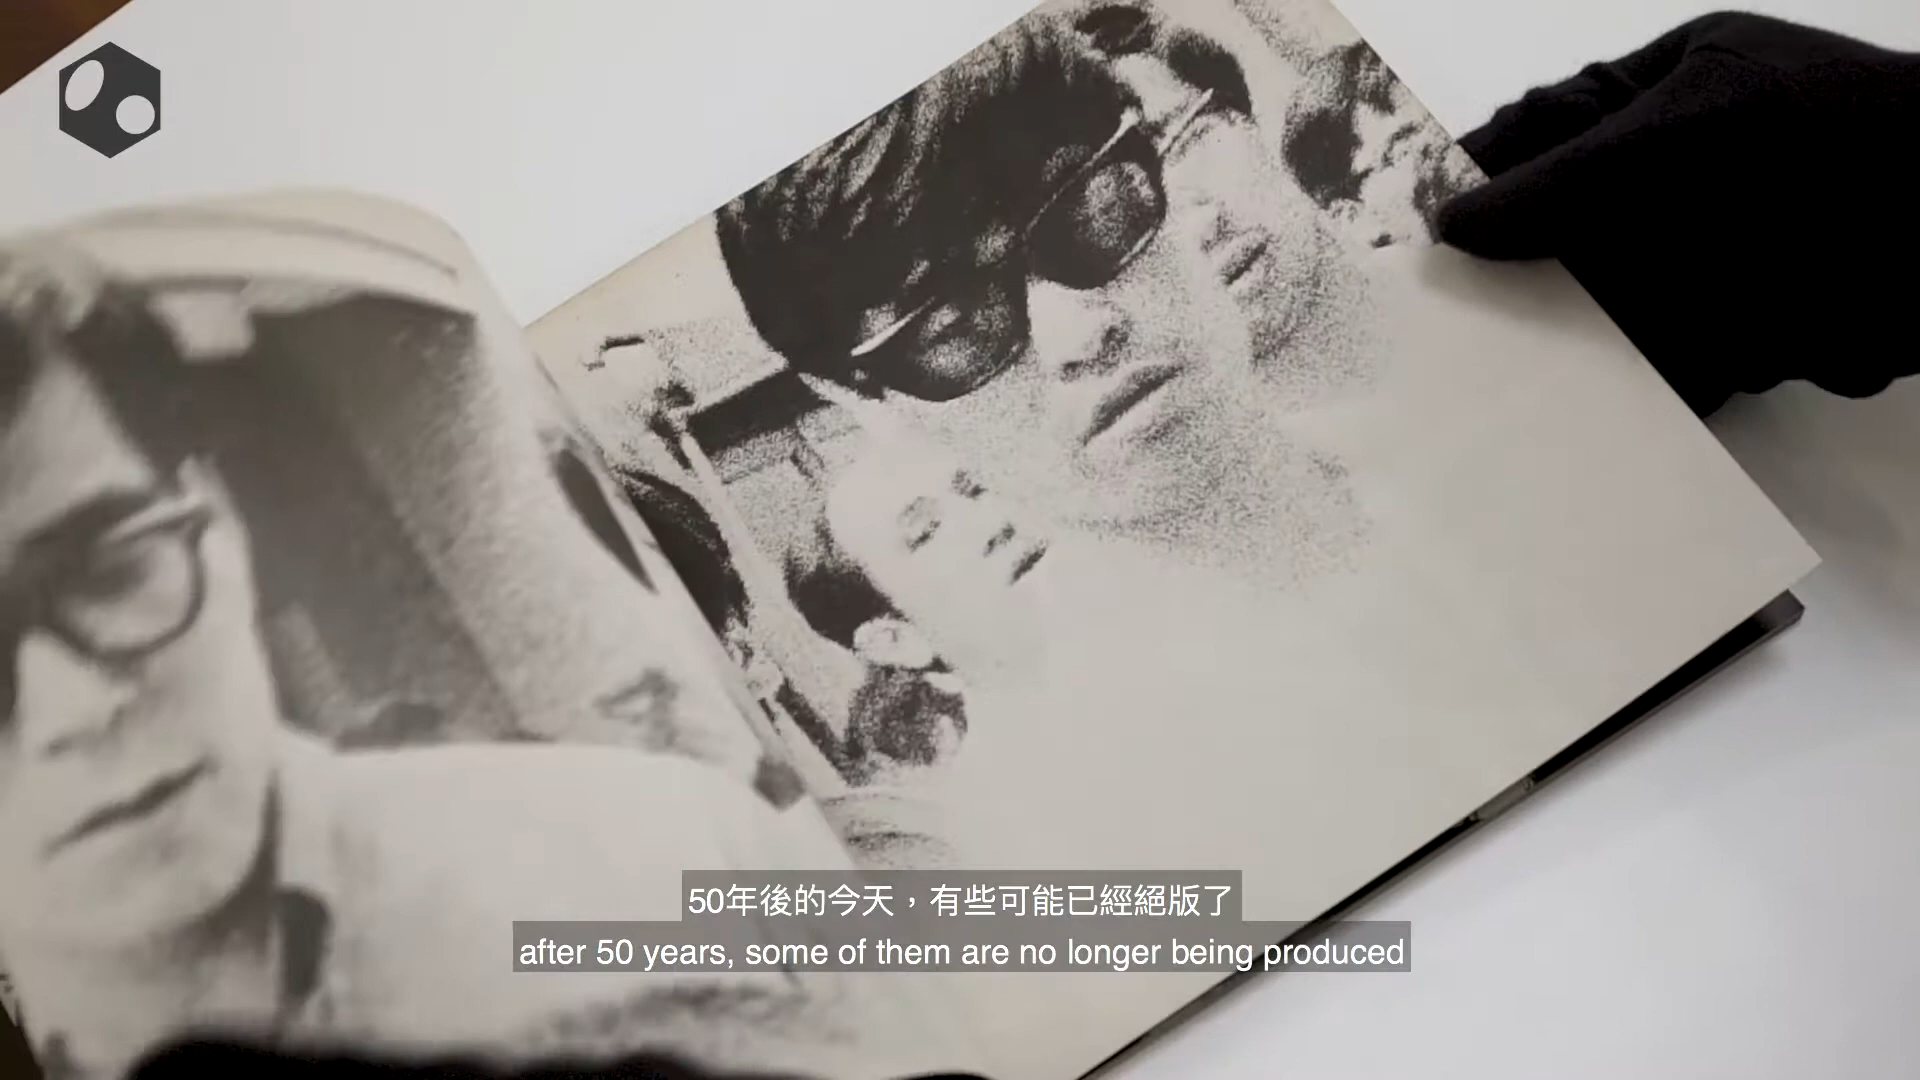 50年後的今天，有些可能已經絕版了
after 50 years, some of them are no longer being produced